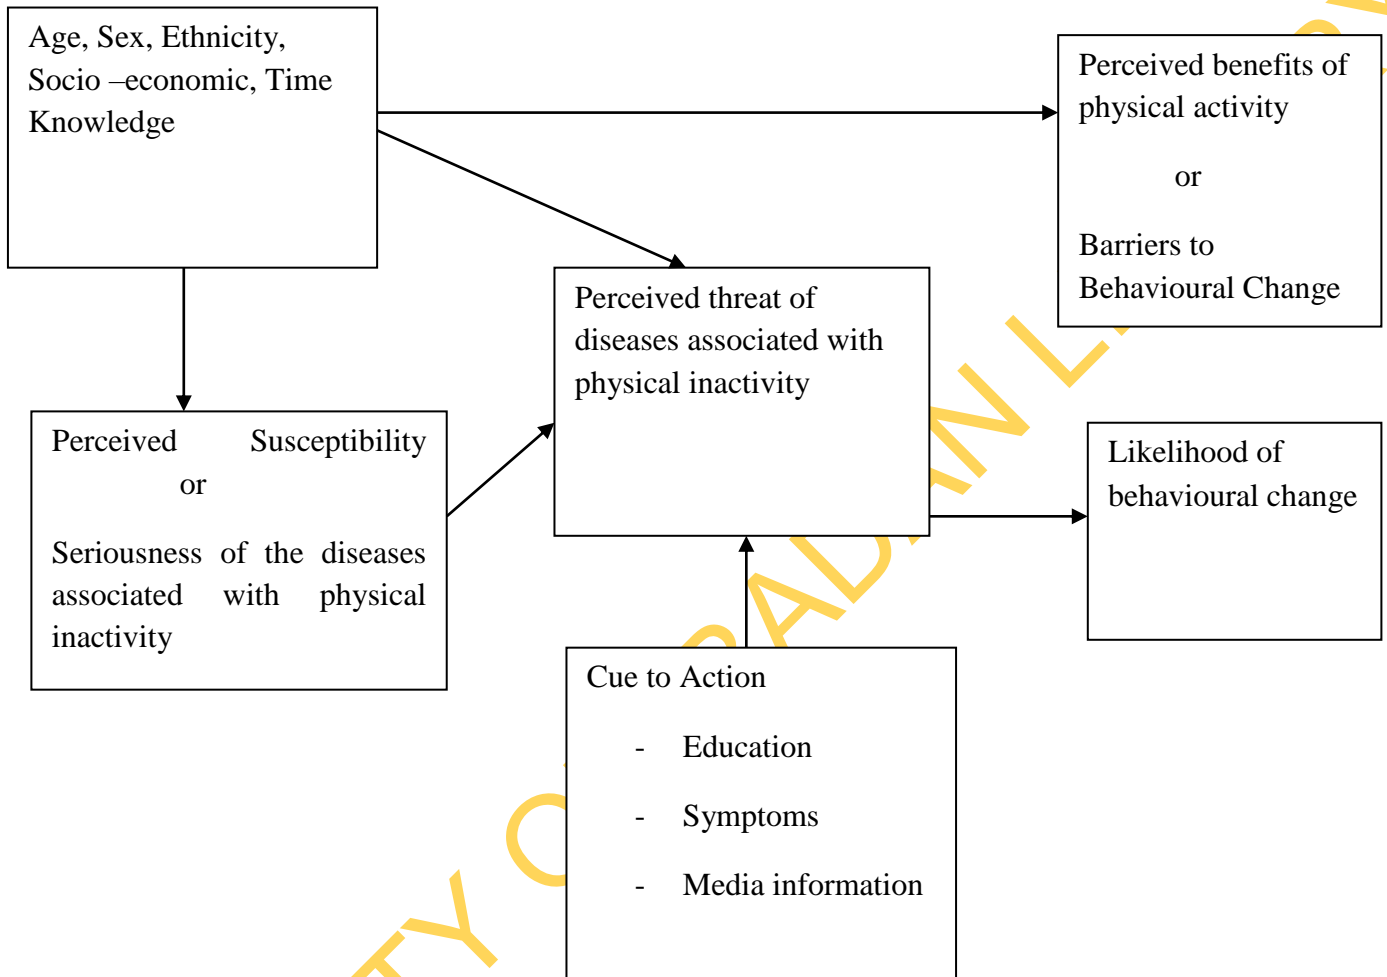 Age, Sex, Ethnicity,
Socio –economic, Time
Knowledge
Perceived benefits of
physical activity
or
Barriers to
Behavioural Change
Perceived threat of
diseases associated with
physical inactivity
Perceived Susceptibility
or
Seriousness of the diseases
associated with physical
inactivity
Likelihood of
behavioural change
Cue to Action
- Education
- Symptoms
- Media information